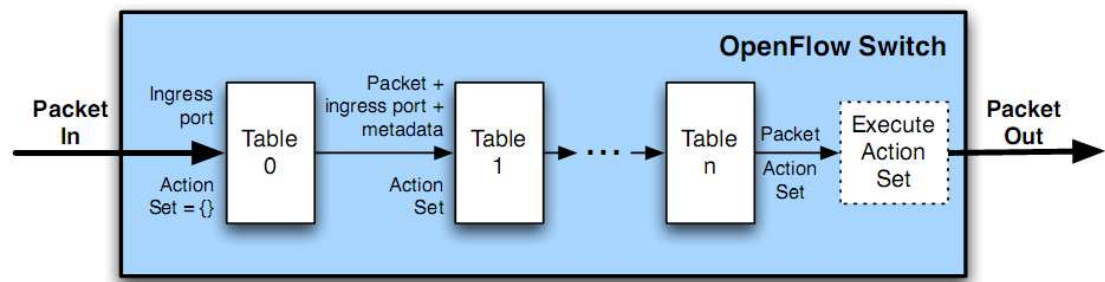 OpenFlow Switch
Packet
In
Ingress
port
Action
Set = {}
Table
0
Packet +
ingress port +
metadata
Action
Set
Table
1
...
Table
n
Packet
Action
Set
Execute
Action
Set
Packet
Out